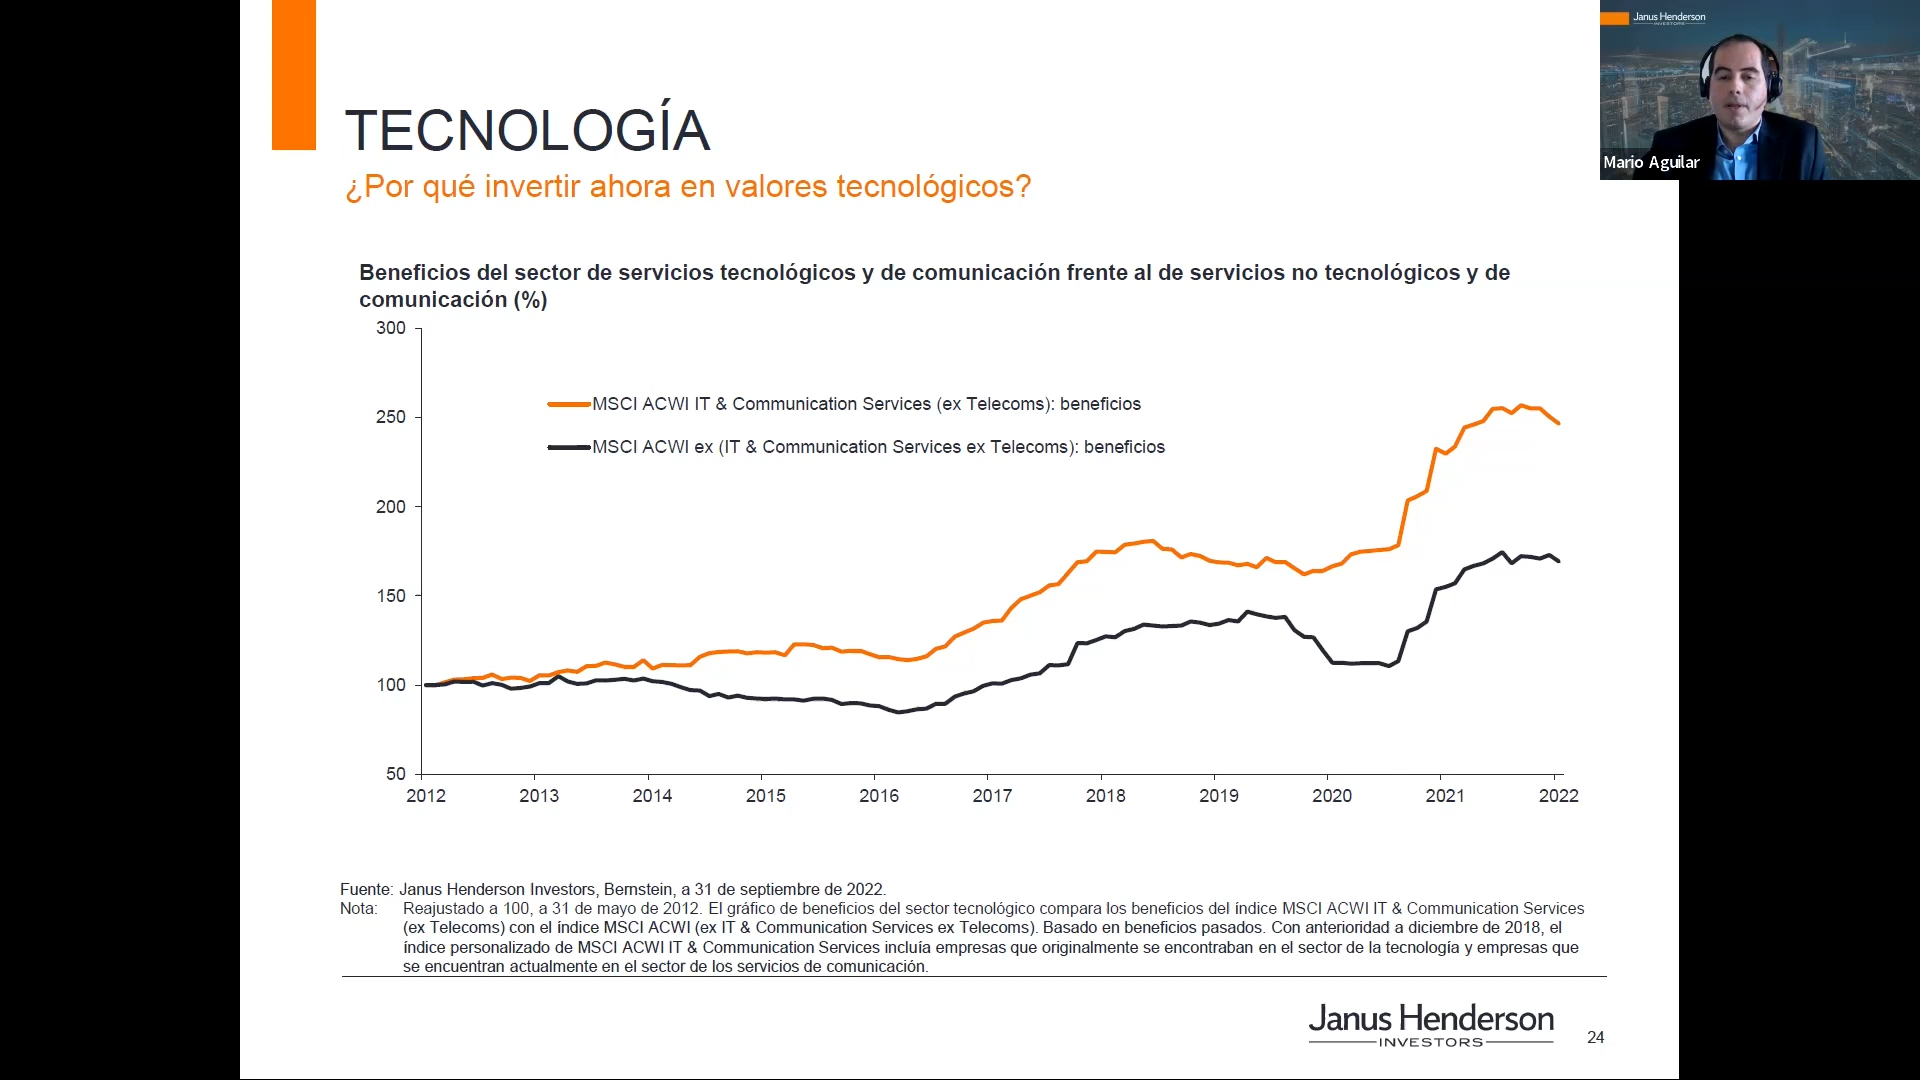 TECNOLOGÍA
¿Por qué invertir ahora en valores tecnológicos?
Janus Henderson
INVESTORS
Mario Aguilar
Beneficios del sector de servicios tecnológicos y de comunicación frente al de servicios no tecnológicos y de
comunicación (%)
300
250
200
150
100
50
MSCI ACWI IT & Communication Services (ex Telecoms): beneficios
MSCI ACWI ex (IT & Communication Services ex Telecoms): beneficios
2012 2013 2014 2015 2016 2017 2018 2019 2020 2021 2022
Fuente: Janus Henderson Investors, Bernstein, a 31 de septiembre de 2022.
Nota: Reajustado a 100, a 31 de mayo de 2012. El gráfico de beneficios del sector tecnológico compara los beneficios del índice MSCI ACWI IT & Communication Services
(ex Telecoms) con el índice MSCI ACWI (ex IT & Communication Services ex Telecoms). Basado en beneficios pasados. Con anterioridad a diciembre de 2018, el
índice personalizado de MSCI ACWI IT & Communication Services incluía empresas que originalmente se encontraban en el sector de la tecnología y empresas que
se encuentran actualmente en el sector de los servicios de comunicación.
Janus Henderson
INVESTORS
24